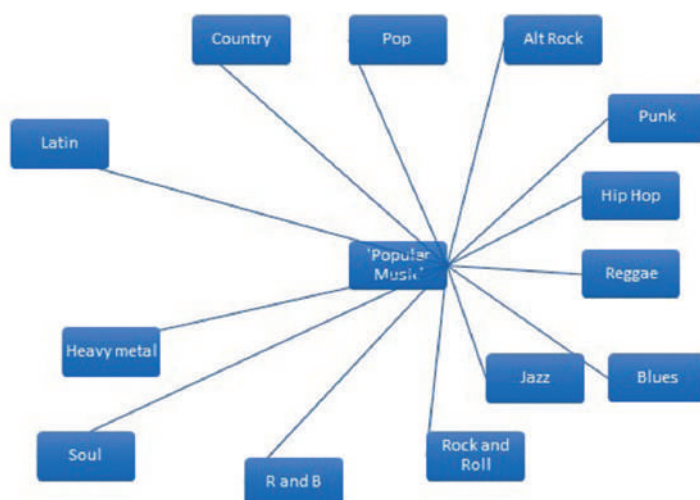 Country
Pop
Alt Rock
Punk
Latin
Hip Hop
'Popular
Music'
Reggae
Heavy metal
Jazz
Blues
Soul
R and B
Rock and
Roll